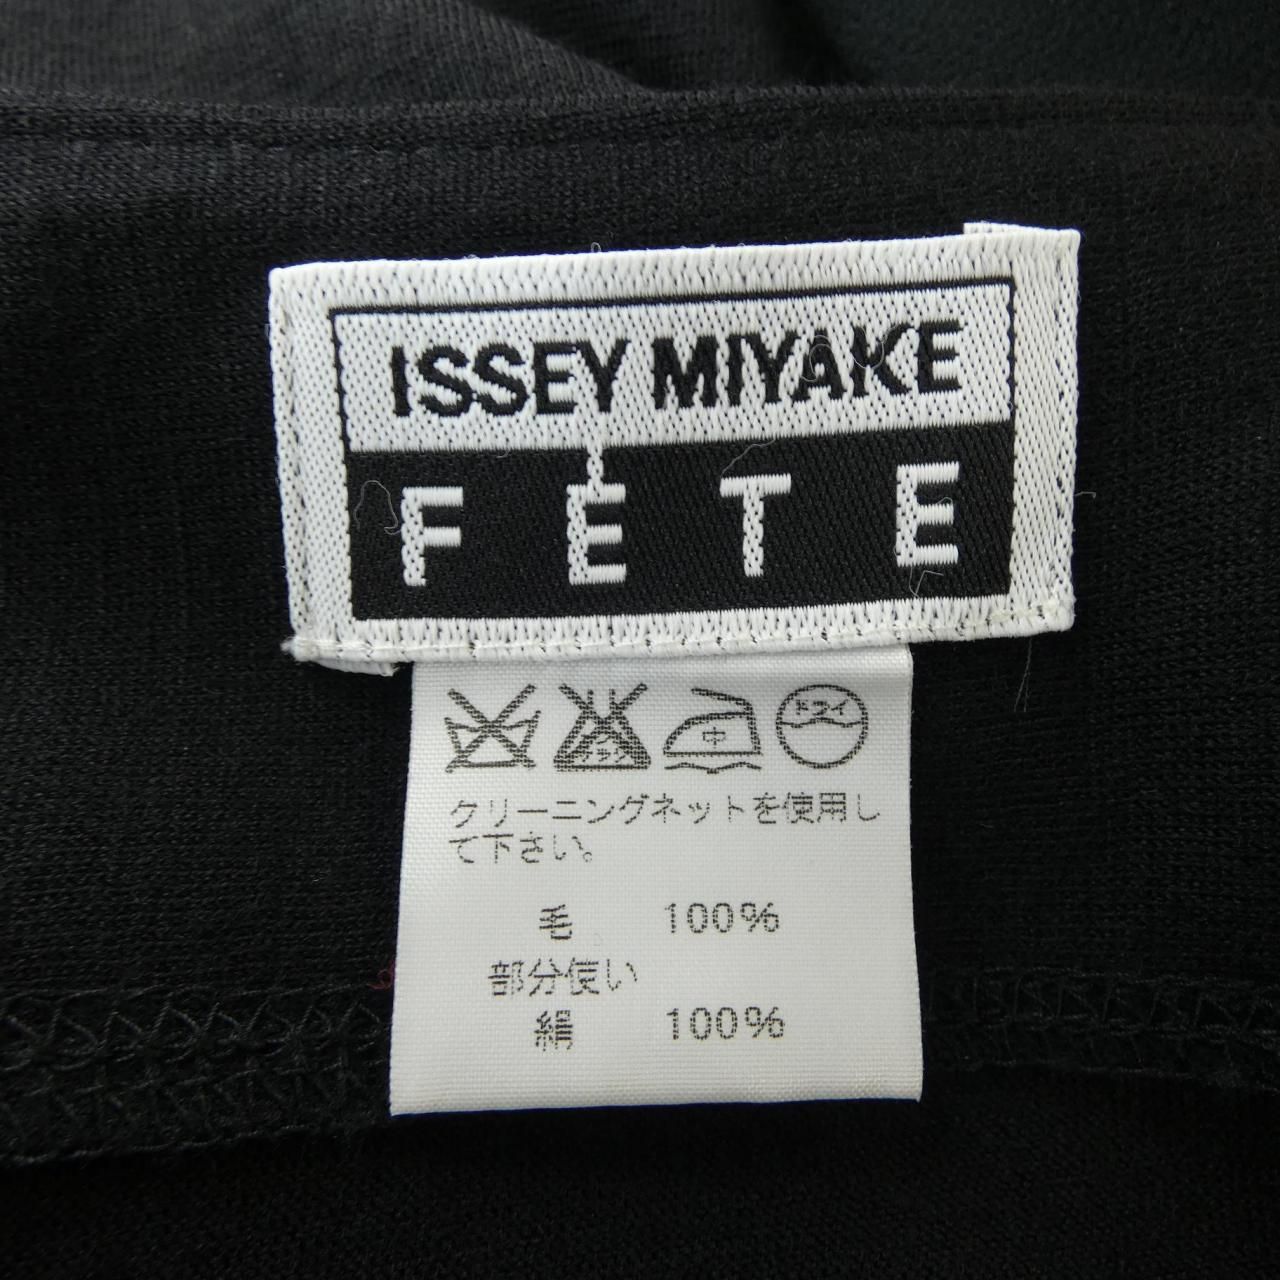 ISSEY MIYAKE
FETE
中
ドライ
クリーニングネットを使用し
て下さい。
毛 100%
部分使い
絹 100%